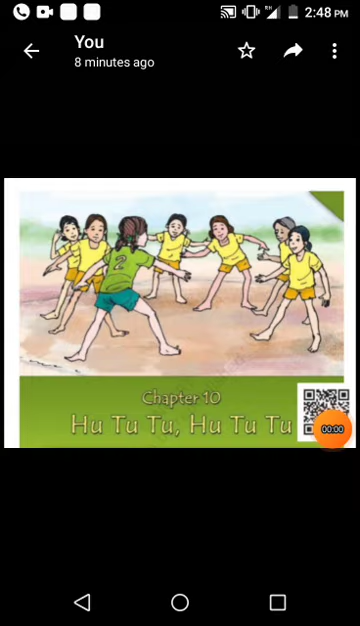 2:48 PM
You
8 minutes ago
2
Chapter 10
Hu Tu Tu, Hu Tu Tu
00:00